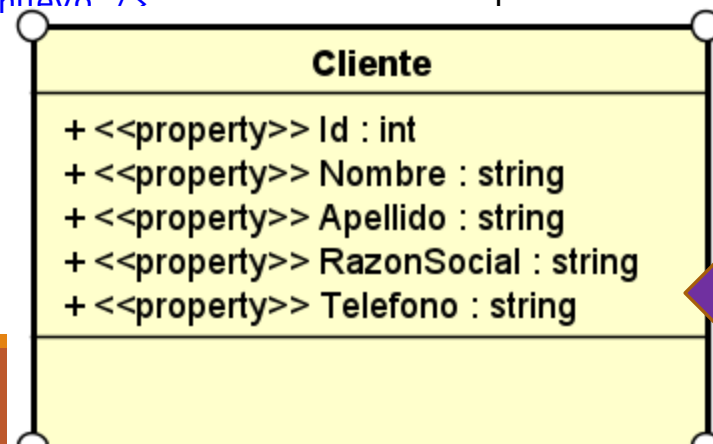 Cliente
+ <<property>> Id : int
+ <<property>> Nombre : string
+ <<property>> Apellido : string
+ <<property>> RazonSocial : string
+ <<property>> Telefono : string